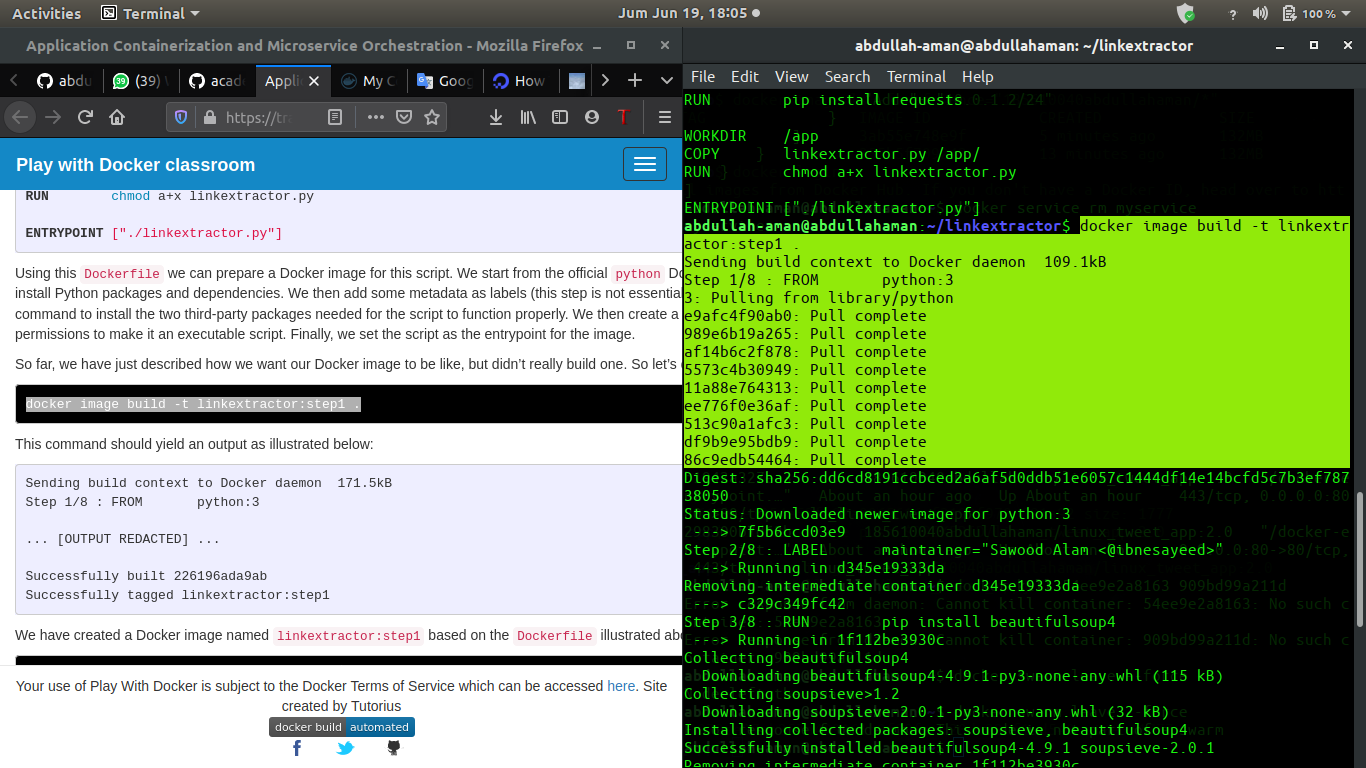 Activities
Terminal
Jum Jun 19, 18:05
?
100 %
Application Containerization and Microservice Orchestration - Mozilla Firefox
abdu
(39)
acad
Applic
My C
Goog
How
https://tra
Play with Docker classroom
RUN        chmod a+x linkextractor.py
ENTRYPOINT ["./linkextractor.py"]
Using this Dockerfile we can prepare a Docker image for this script. We start from the official python Do
install Python packages and dependencies. We then add some metadata as labels (this step is not essential
command to install the two third-party packages needed for the script to function properly. We then create a
permissions to make it an executable script. Finally, we set the script as the entrypoint for the image.
So far, we have just described how we want our Docker image to be like, but didn't really build one. So let's
docker image build -t linkextractor:step1 .
This command should yield an output as illustrated below:
Sending build context to Docker daemon  171.5kB
Step 1/8 : FROM       python:3
... [OUTPUT REDACTED] ...
Successfully built 226196ada9ab
Successfully tagged linkextractor:step1
We have created a Docker image named linkextractor:step1 based on the Dockerfile illustrated abo
Your use of Play With Docker is subject to the Docker Terms of Service which can be accessed here. Site
created by Tutorius
docker build automated
abdullah-aman@abdullahaman: ~/linkextractor
File Edit View Search Terminal Help
RUN        pip install requests
WORKDIR    /app
COPY       linkextractor.py /app/
RUN        chmod a+x linkextractor.py
ENTRYPOINT ["./linkextractor.py"]
abdullah-aman@abdullahaman:~/linkextractor$ docker image build -t linkextr
actor:step1 .
Sending build context to Docker daemon  109.1kB
Step 1/8 : FROM       python:3
3: Pulling from library/python
e9afc4f90ab0: Pull complete
989e6b19a265: Pull complete
af14b6c2f878: Pull complete
5573c4b30949: Pull complete
11a88e764313: Pull complete
ee776f0e36af: Pull complete
513c90a1afc3: Pull complete
df9b9e95bdb9: Pull complete
86c9edb54464: Pull complete
Digest: sha256:dd6cd8191ccbced2a6af5d0ddb51e6057c1444df14e14bcfd5c7b3ef787
38050
Status: Downloaded newer image for python:3
 ---> 7f5b6ccd03e9
Step 2/8 : LABEL      maintainer="Sawood Alam <@ibnesayeed>"
 ---> Running in d345e19333da
Removing intermediate container d345e19333da
 ---> c329c349fc42
Step 3/8 : RUN        pip install beautifulsoup4
 ---> Running in 1f112be3930c
Collecting beautifulsoup4
  Downloading beautifulsoup4-4.9.1-py3-none-any.whl (115 kB)
Collecting soupsieve>1.2
  Downloading soupsieve-2.0.1-py3-none-any.whl (32 kB)
Installing collected packages: soupsieve, beautifulsoup4
Successfully installed beautifulsoup4-4.9.1 soupsieve-2.0.1
Removing intermediate container 1f112be3930c